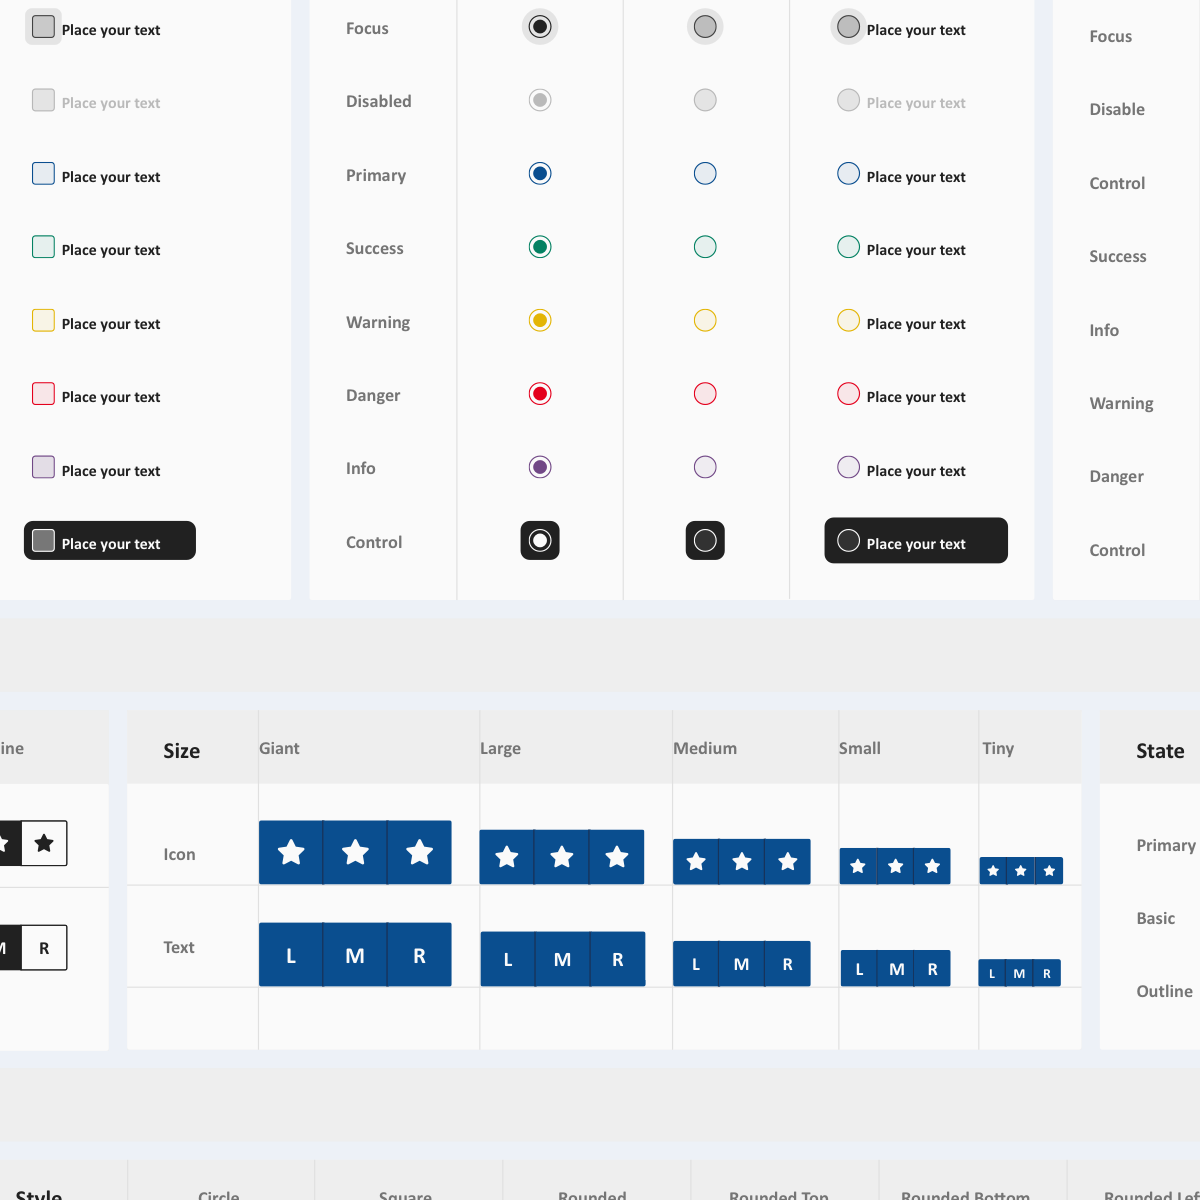 Place your text
Place your text
Place your text
Place your text
Place your text
Place your text
Place your text
Place your text
Focus
Place your text
Disabled
Place your text
Primary
Place your text
Success
Place your text
Warning
Place your text
Danger
Place your text
Info
Place your text
Control
Place your text
Focus
Disable
Control
Success
Info
Warning
Danger
Control
ine
M R
Size Giant Large Medium Small Tiny
Icon
Text L M R L M R L M R L M R L M R
State
Primary
Basic
Outline
Style Circle Square Rounded Rounded Top Rounded Bottom Rounded Left